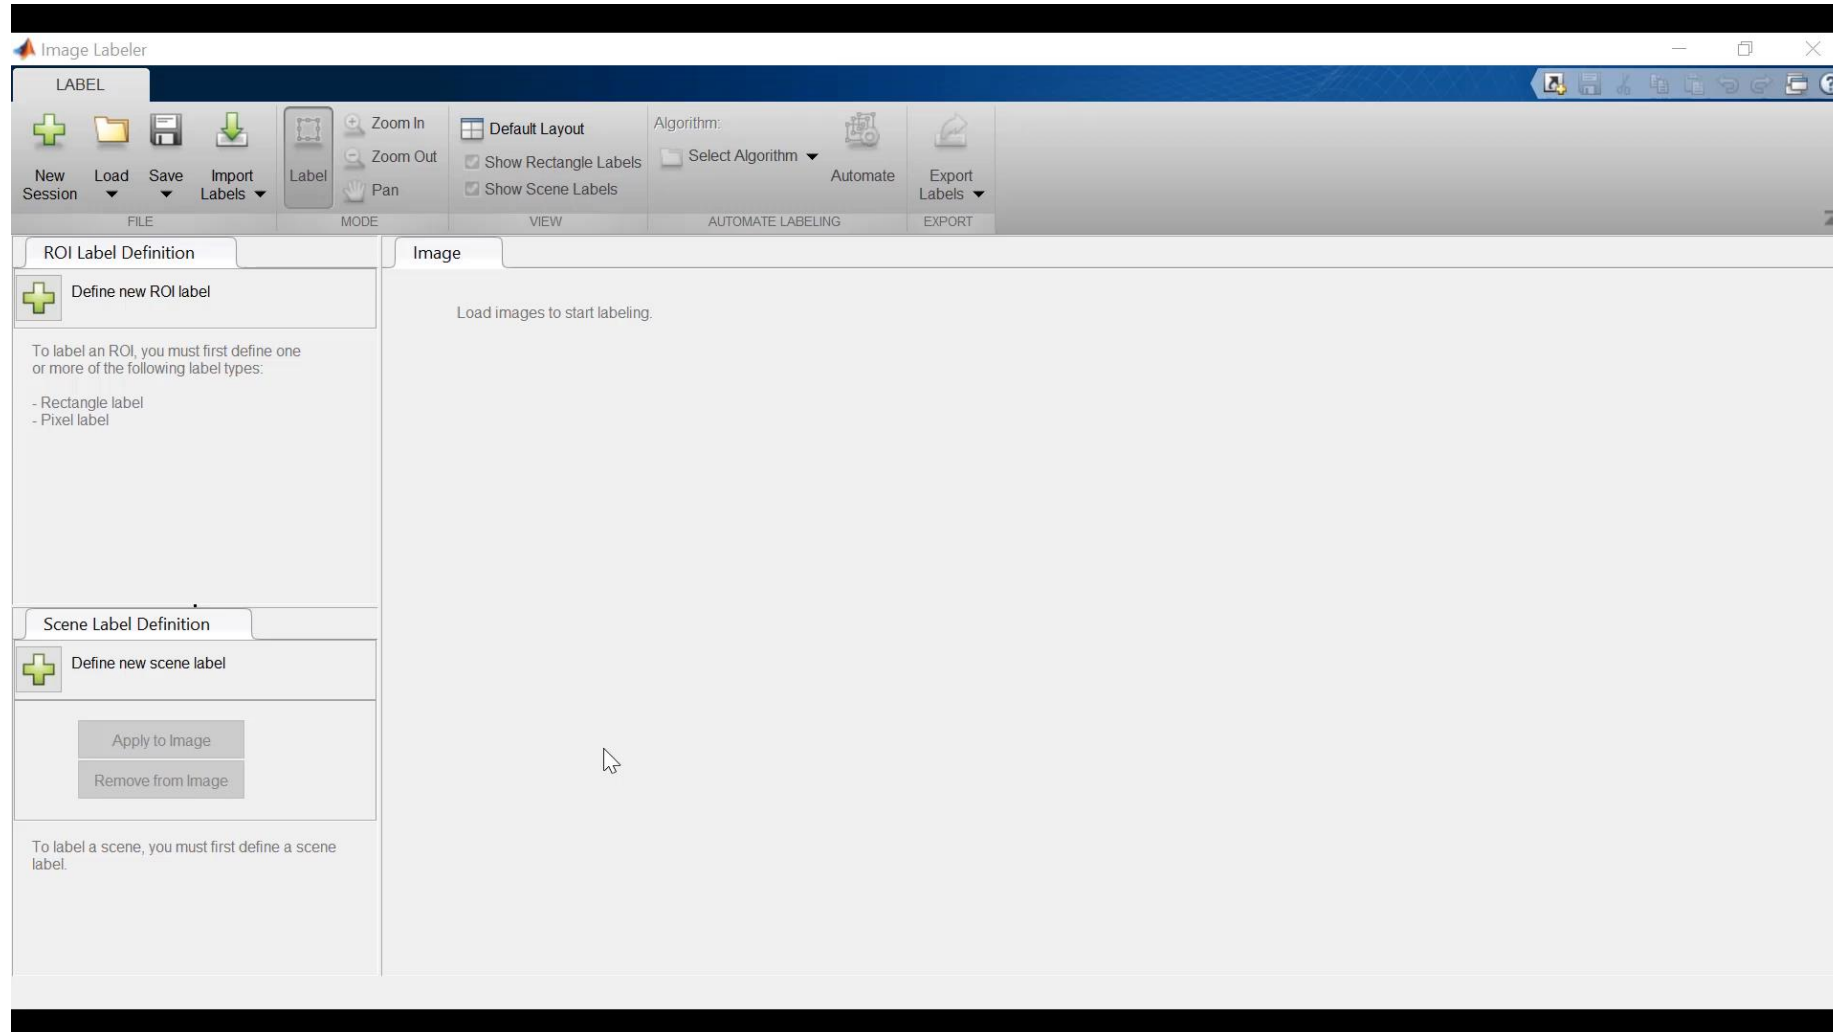 Image Labeler
LABEL
New Session
Load
Save
Import Labels
Label
Zoom In
Zoom Out
Pan
Default Layout
Show Rectangle Labels
Show Scene Labels
Algorithm:
Select Algorithm
Automate
Export Labels
FILE
MODE
VIEW
AUTOMATE LABELING
EXPORT
ROI Label Definition
Define new ROI label
To label an ROI, you must first define one
or more of the following label types:
- Rectangle label
- Pixel label
Scene Label Definition
Define new scene label
Apply to Image
Remove from Image
To label a scene, you must first define a scene
label.
Image
Load images to start labeling.